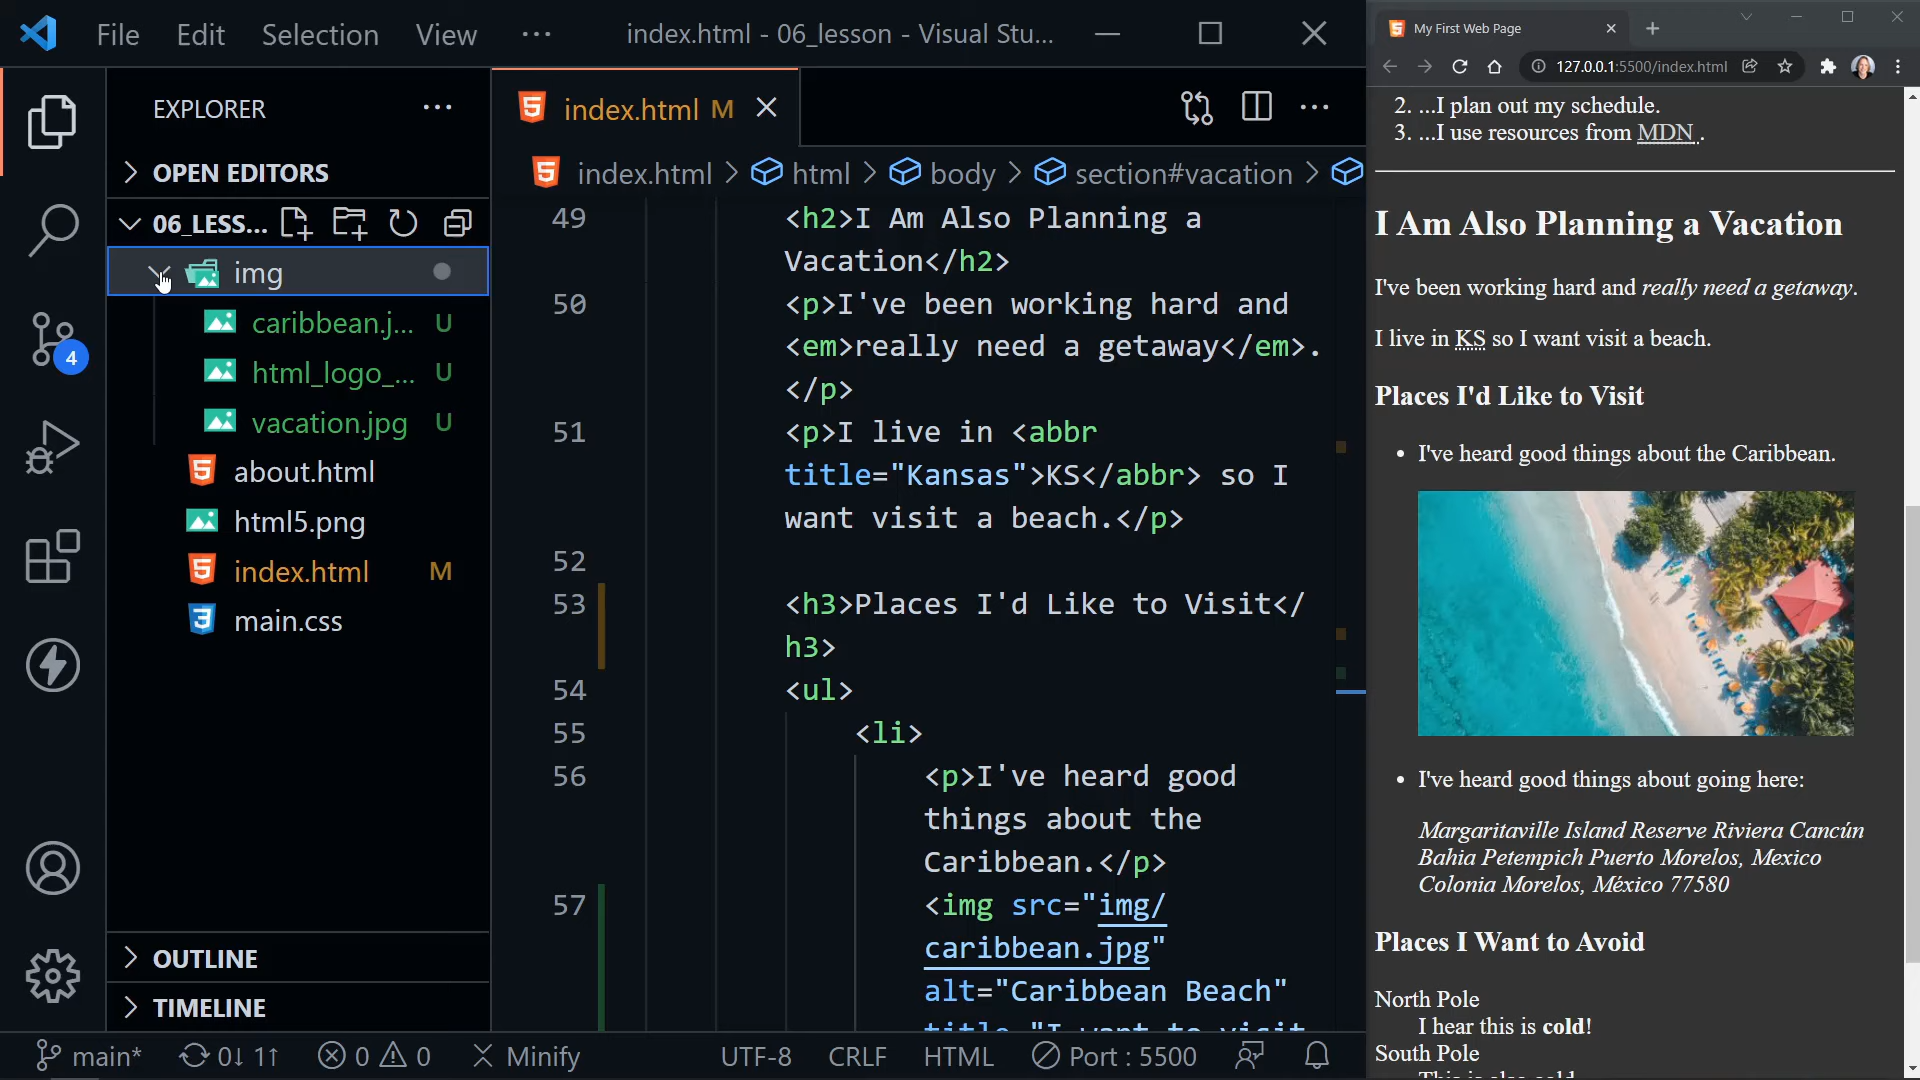 File Edit Selection View ··· index.html - 06_lesson - Visual Stu...
EXPLORER ···
OPEN EDITORS
06_LESS...
img
caribbean.j... U
html_logo_... U
vacation.jpg U
about.html
html5.png
index.html M
main.css
OUTLINE
TIMELINE
4
index.html M
index.html > html > body > section#vacation >
49 <h2>I Am Also Planning a
Vacation</h2>
50 <p>I've been working hard and
<em>really need a getaway</em>.
</p>
51 <p>I live in <abbr
title="Kansas">KS</abbr> so I
want visit a beach.</p>
52
53 <h3>Places I'd Like to Visit</
h3>
54 <ul>
55 <li>
56 <p>I've heard good
things about the
Caribbean.</p>
57 <img src="img/
caribbean.jpg"
alt="Caribbean Beach"
title="I want to visit
main* 0↓ 1↑ 0 0 Minify UTF-8 CRLF HTML Port : 5500
My First Web Page
127.0.0.1:5500/index.html
2. ...I plan out my schedule.
3. ...I use resources from MDN .
I Am Also Planning a Vacation
I've been working hard and really need a getaway.
I live in KS so I want visit a beach.
Places I'd Like to Visit
• I've heard good things about the Caribbean.
• I've heard good things about going here:
Margaritaville Island Reserve Riviera Cancún
Bahia Petempich Puerto Morelos, Mexico
Colonia Morelos, México 77580
Places I Want to Avoid
North Pole
I hear this is cold!
South Pole
This is also cold